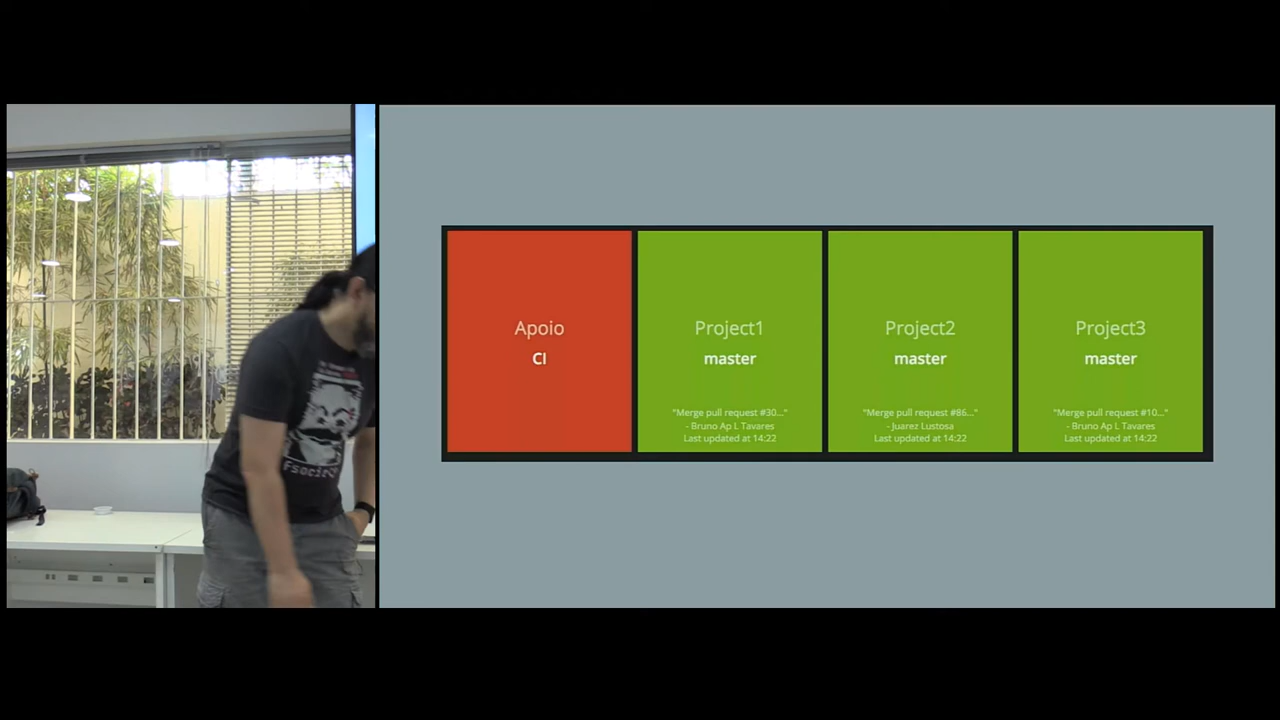 Apoio
CI
Project1
master
"Merge pull request #30..."
- Bruno Ap L Tavares
Last updated at 14:22
Project2
master
"Merge pull request #86..."
- Juarez Lustosa
Last updated at 14:22
Project3
master
"Merge pull request #10..."
- Bruno Ap L Tavares
Last updated at 14:22